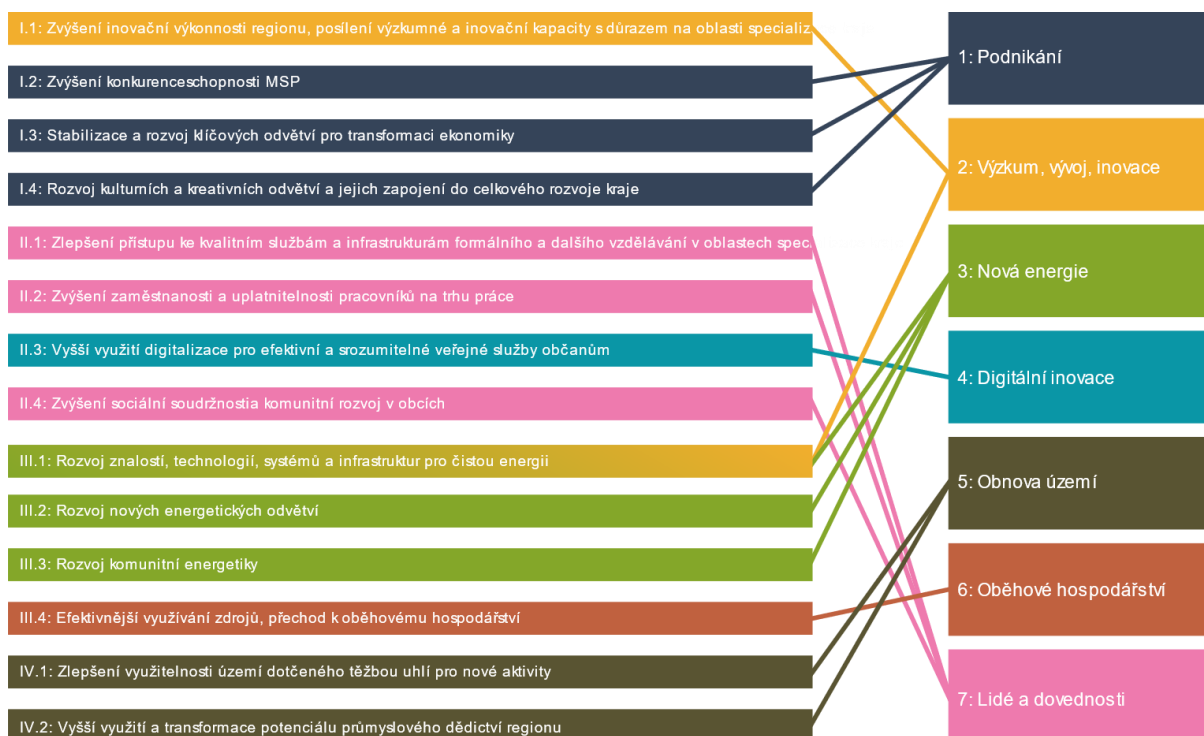 I.1: Zvýšení inovační výkonnosti regionu, posílení výzkumné a inovační kapacity s důrazem na oblasti
I.2: Zvýšení konkurenceschopnosti MSP
I.3: Stabilizace a rozvoj klíčových odvětví pro transformaci ekonomiky
I.4: Rozvoj kulturních a kreativních odvětví a jejich zapojení do celkového rozvoje kraje
II.1: Zlepšení přístupu ke kvalitním službám a infrastrukturám formálního a dalšího vzdělávání v oblastech
II.2: Zvýšení zaměstnanosti a uplatnitelnosti pracovníků na trhu práce
II.3: Vyšší využití digitalizace pro efektivní a srozumitelné veřejné služby občanům
II.4: Zvýšení sociální soudržnostia komunitní rozvoj v obcích
III.1: Rozvoj znalostí, technologií, systémů a infrastruktur pro čistou energii
III.2: Rozvoj nových energetických odvětví
III.3: Rozvoj komunitní energetiky
III.4: Efektivnější využívání zdrojů, přechod k oběhovému hospodářství
IV.1: Zlepšení využitelnosti území dotčeného těžbou uhlí pro nové aktivity
IV.2: Vyšší využití a transformace potenciálu průmyslového dědictví regionu
1: Podnikání
2: Výzkum, vývoj, inovace
3: Nová energie
4: Digitální inovace
5: Obnova území
6: Oběhové hospodářství
7: Lidé a dovednosti